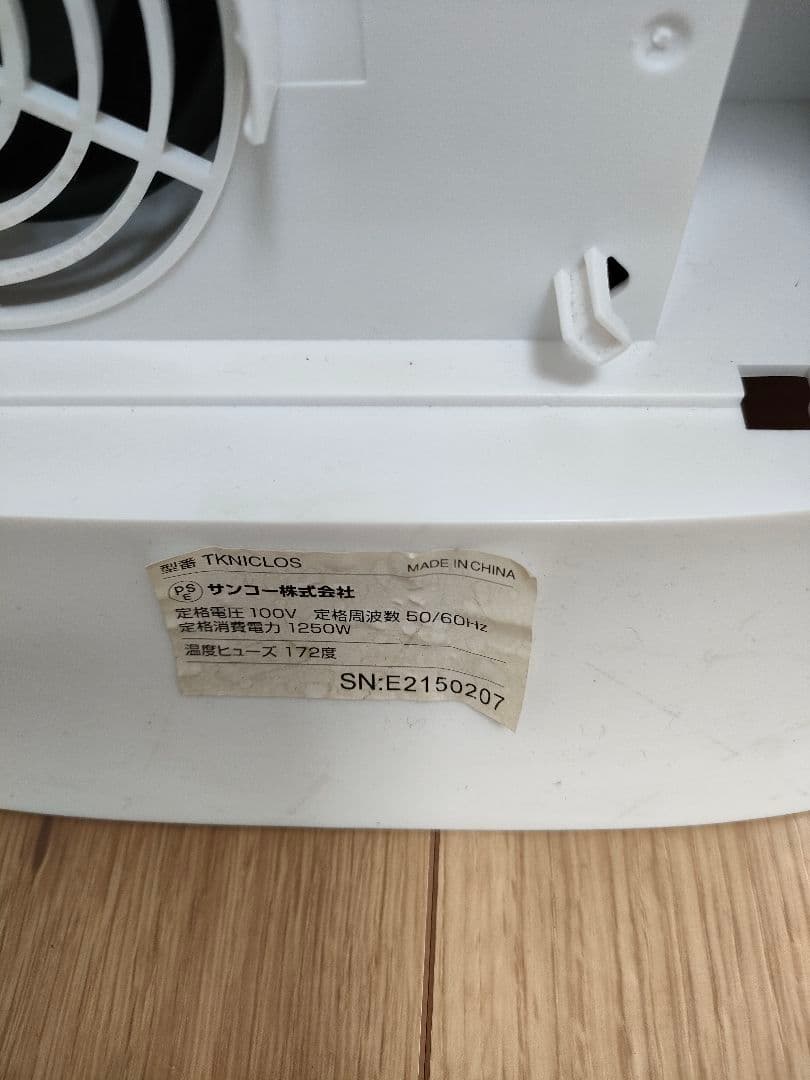 型番 TKNICLOS MADE IN CHINA
PSE サンコー株式会社
定格電圧 100V 定格周波数 50/60Hz
定格消費電力 1250W
温度ヒューズ 172度
SN:E2150207